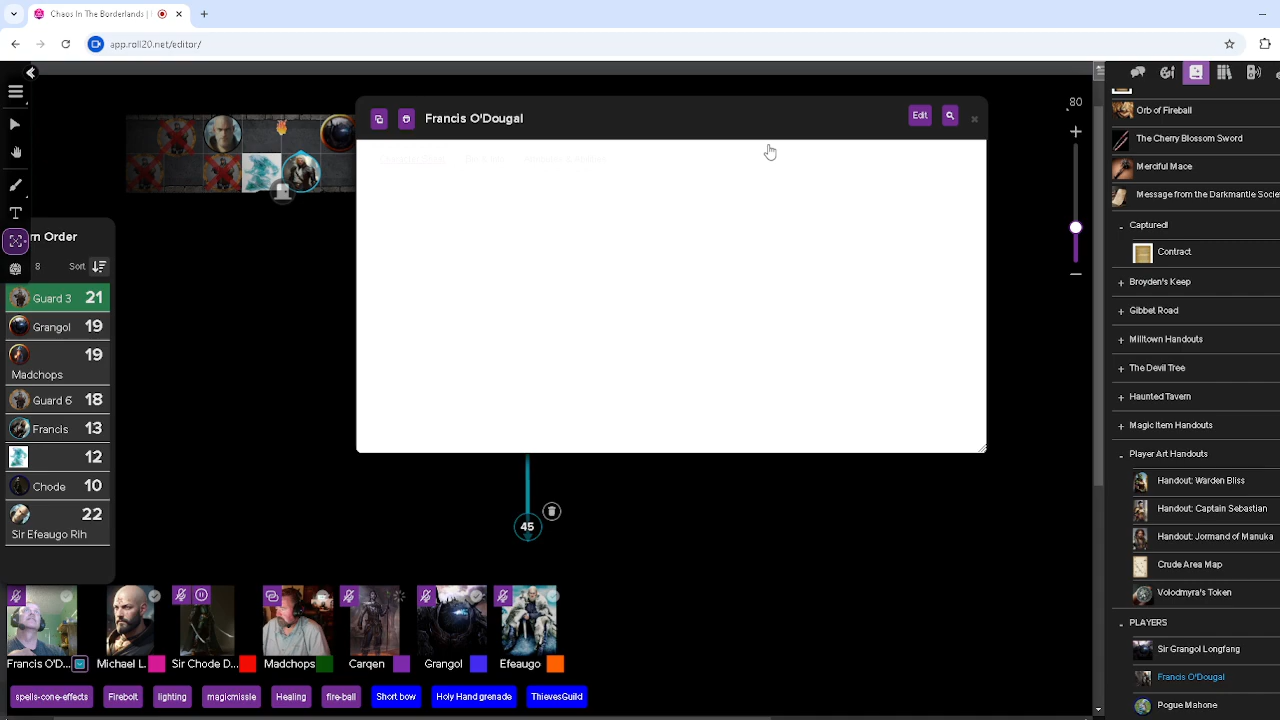 Chaos In The Borderlands |
app.roll20.net/editor/
Francis O'Dougal
Edit
80
Orb of Fireball
The Cherry Blossom Sword
Merciful Mace
Message from the Darkmantle Socie
Captured!
Contract
Broyden's Keep
Gibbet Road
Milltown Handouts
The Devil Tree
Haunted Tavern
Magic Item Handouts
Player Art Handouts
Handout: Warden Bliss
Handout: Captain Sebastian
Handout: Jormand of Manuka
Crude Area Map
Volodmyra's Token
PLAYERS
Sir Grangol Longfang
Francis O'Dougal
Pogue Mahone
rn Order
8 Sort
Guard 3 21
Grangol 19
19
Madchops
Guard 6 18
Francis 13
12
Chode 10
22
Sir Efeaugo Rih
45
Francis O'D...
Michael L.
Sir Chode D...
Madchops
Carqen
Grangol
Efeaugo
spells-cone-effects
Firebolt
lighting
magicmissle
Healing
fire-ball
Short bow
Holy Hand grenade
ThievesGuild